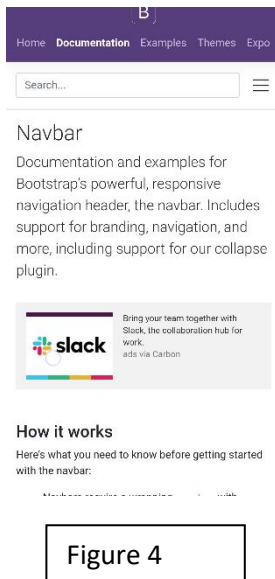 B
Home Documentation Examples Themes Expo
Search...
Navbar
Documentation and examples for
Bootstrap's powerful, responsive
navigation header, the navbar. Includes
support for branding, navigation, and
more, including support for our collapse
plugin.
slack
Bring your team together with
Slack, the collaboration hub for
work.
ads via Carbon
How it works
Here's what you need to know before getting started
with the navbar:
Figure 4